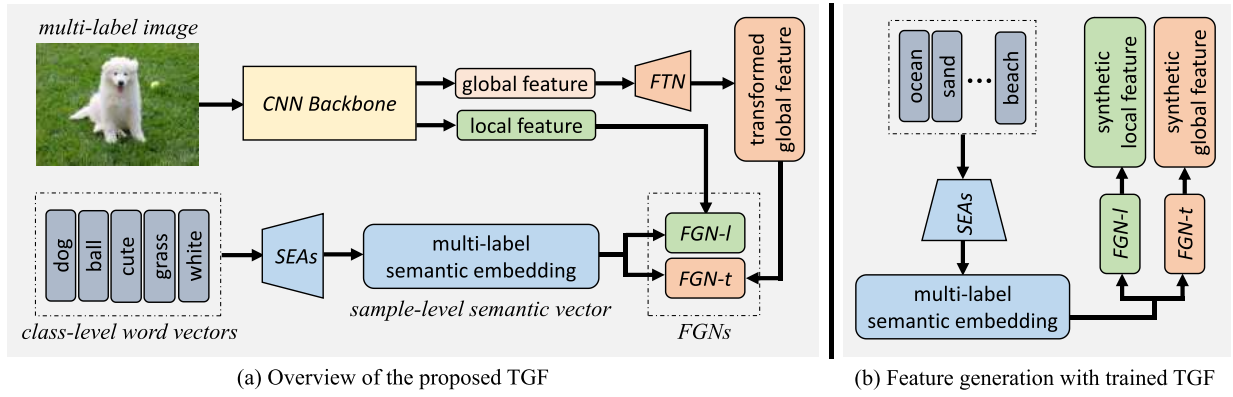 multi-label image
CNN Backbone
global feature
FTN
transformed
global feature
local feature
dog
ball
cute
grass
white
class-level word vectors
SEAs
multi-label
semantic embedding
sample-level semantic vector
FGN-l
FGN-t
FGNs
(a) Overview of the proposed TGF
ocean
sand
•••
beach
SEAs
multi-label
semantic embedding
synthetic
local feature
synthetic
global feature
FGN-l
FGN-t
(b) Feature generation with trained TGF